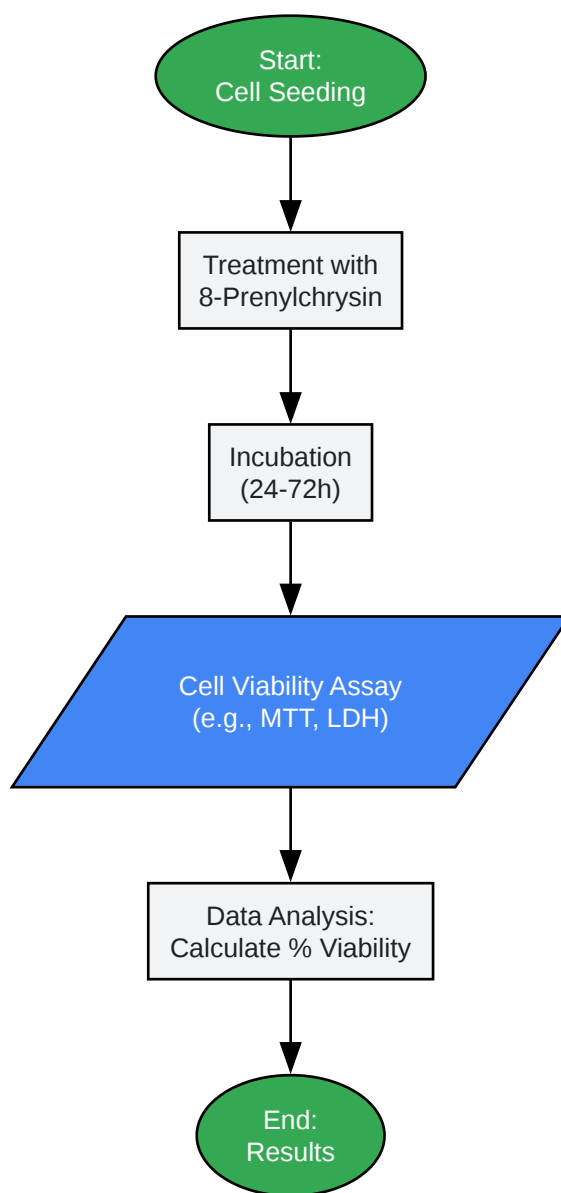 Start:
Cell Seeding
Treatment with
8-Prenylchrysin
Incubation
(24-72h)
Cell Viability Assay
(e.g., MTT, LDH)
Data Analysis:
Calculate % Viability
End:
Results